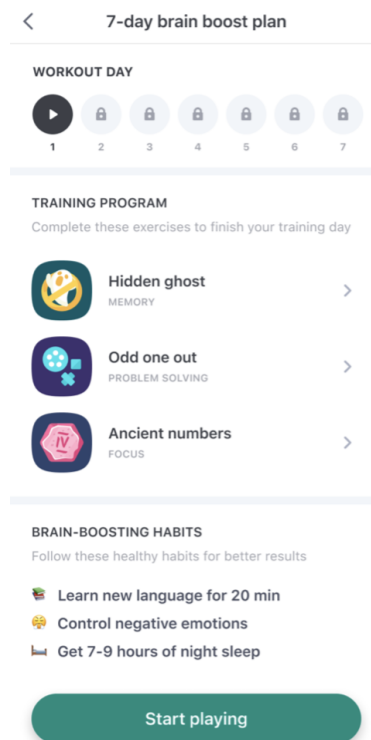 7-day brain boost plan
WORKOUT DAY
1 2 3 4 5 6 7
TRAINING PROGRAM
Complete these exercises to finish your training day
Hidden ghost
MEMORY
Odd one out
PROBLEM SOLVING
IV
Ancient numbers
FOCUS
BRAIN-BOOSTING HABITS
Follow these healthy habits for better results
Learn new language for 20 min
Control negative emotions
Get 7-9 hours of night sleep
Start playing